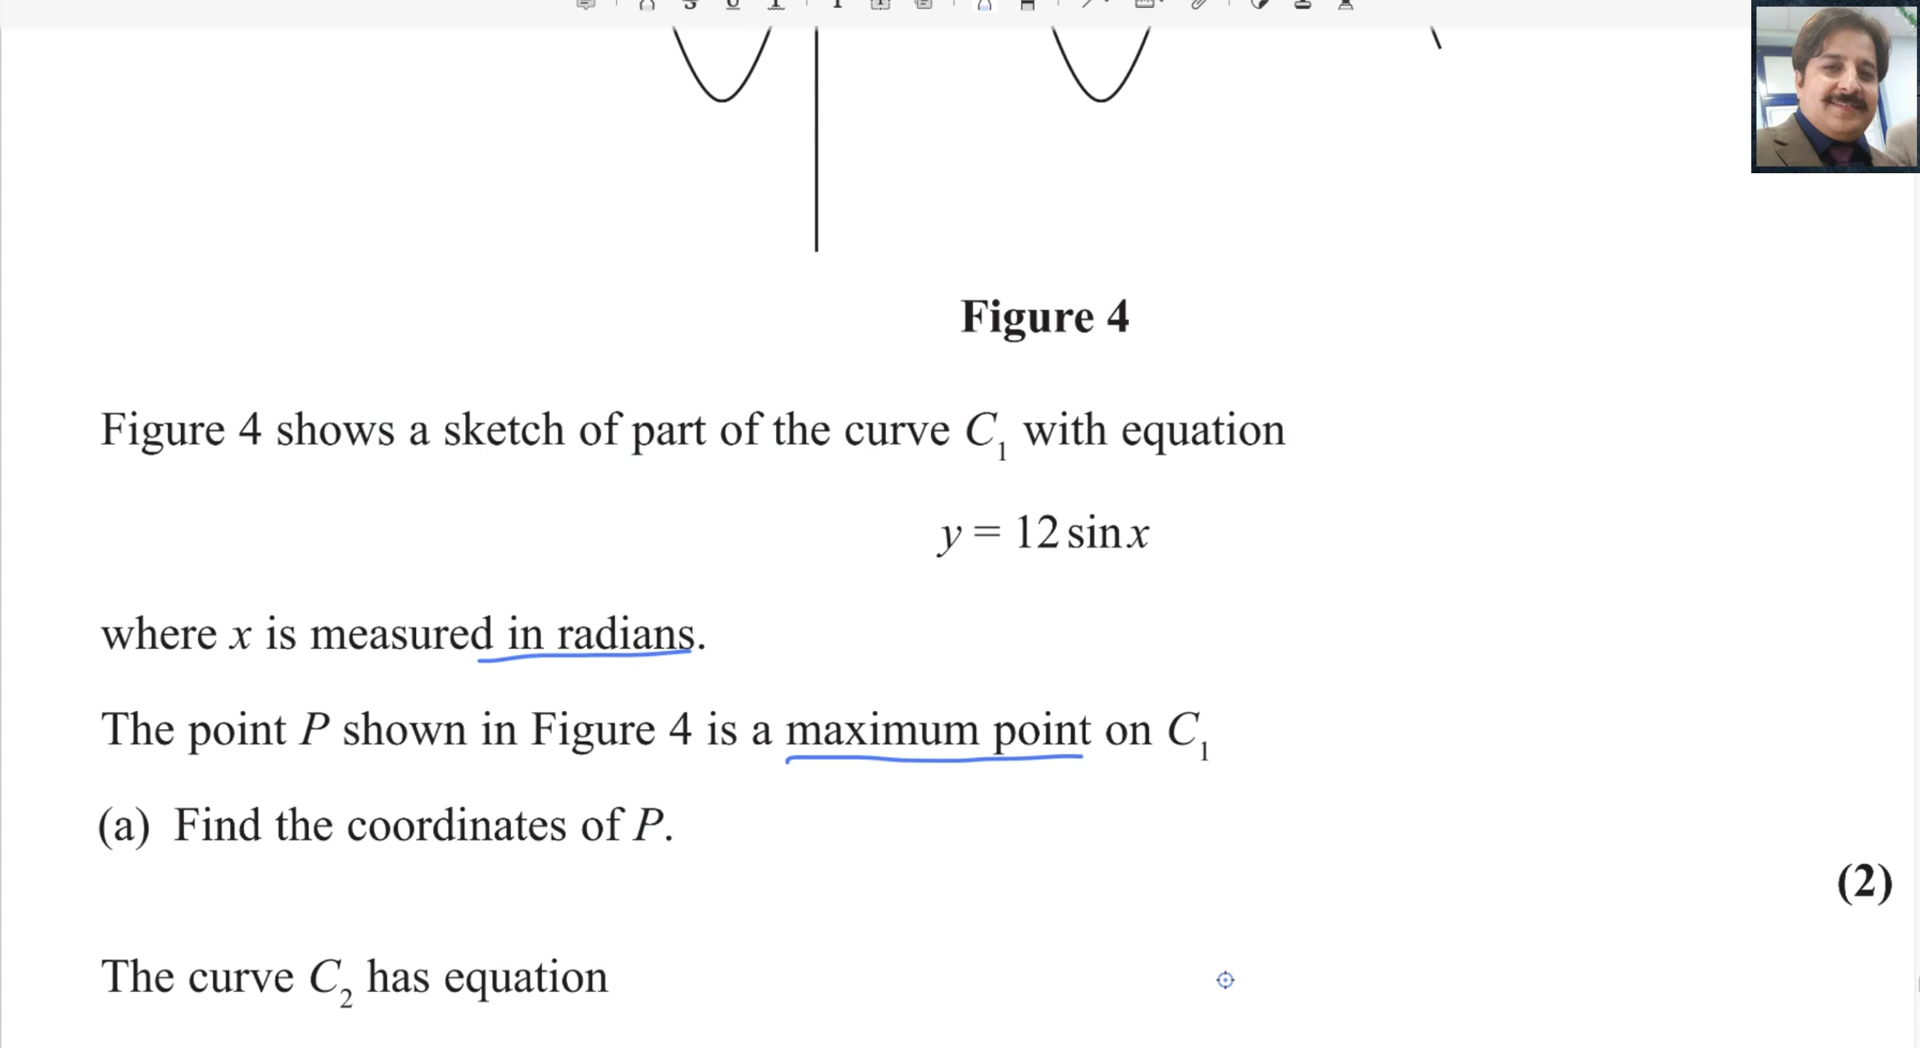 Figure 4
Figure 4 shows a sketch of part of the curve C₁ with equation
y = 12 sin x
where x is measured in radians.
The point P shown in Figure 4 is a maximum point on C₁
(a) Find the coordinates of P.
(2)
The curve C₂ has equation